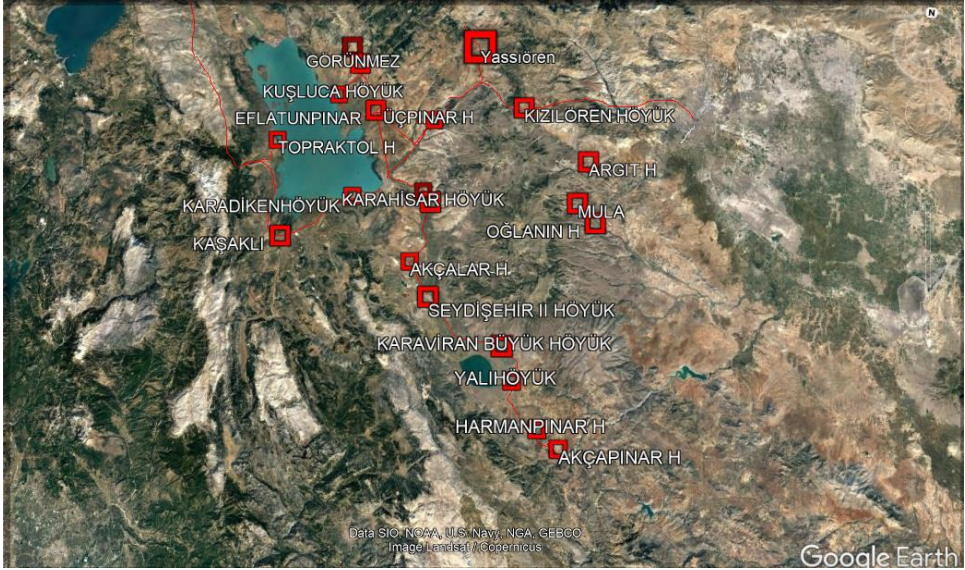 N
GÖRÜNMEZ
Yassıören
KUŞLUCA HÖYÜK
EFLATUNPINAR
ÜÇPINAR H
KIZILÖREN HÖYÜK
TOPRAKTOL H
ARGIT H
KARADİKENHÖYÜK
KARAHİSAR HÖYÜK
MULA
OĞLANIN H
KAŞAKLI
AKÇALAR H
SEYDİŞEHİR II HÖYÜK
KARAVİRAN BÜYÜK HÖYÜK
YALIHÖYÜK
HARMANPINAR H
AKÇAPINAR H
Data SIO, NOAA, U.S. Navy, NGA, GEBCO
Image Landsat / Copernicus
Google Earth